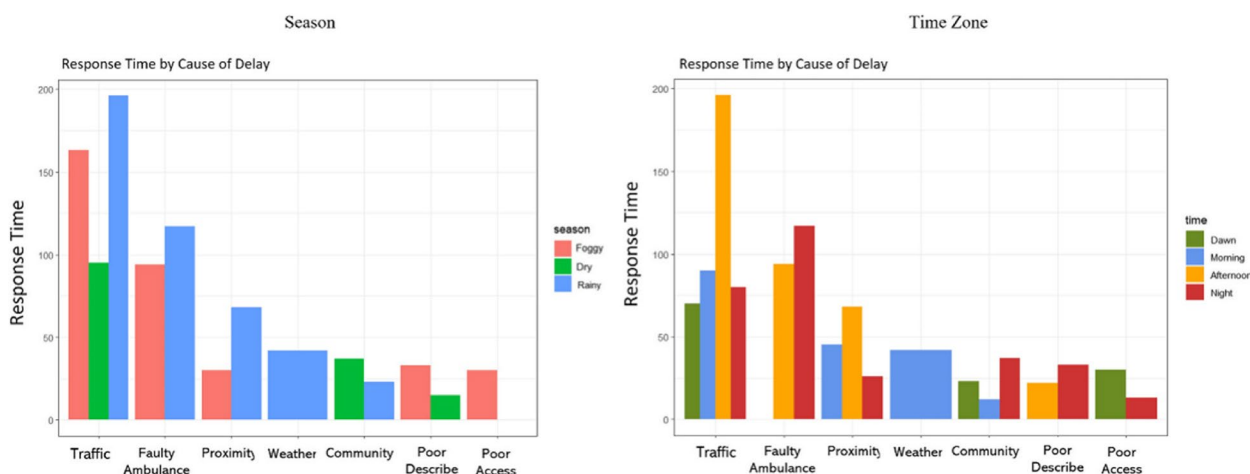 Season
Response Time by Cause of Delay
Response Time
200
150
100
50
0
season
Foggy
Dry
Rainy
Traffic
Faulty
Ambulance
Proximity
Weather
Community
Poor
Describe
Poor
Access
Time Zone
Response Time by Cause of Delay
Response Time
200
150
100
50
0
time
Dawn
Morning
Afternoon
Night
Traffic
Faulty
Ambulance
Proximity
Weather
Community
Poor
Describe
Poor
Access